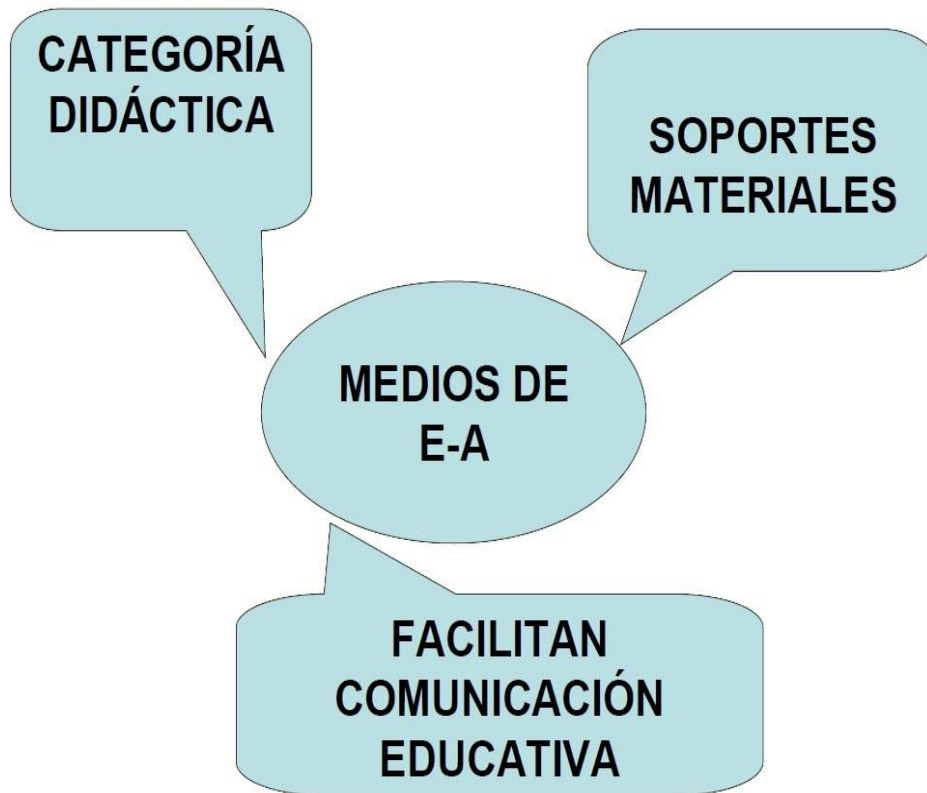 CATEGORÍA
DIDÁCTICA
SOPORTES
MATERIALES
MEDIOS DE
E-A
FACILITAN
COMUNICACIÓN
EDUCATIVA